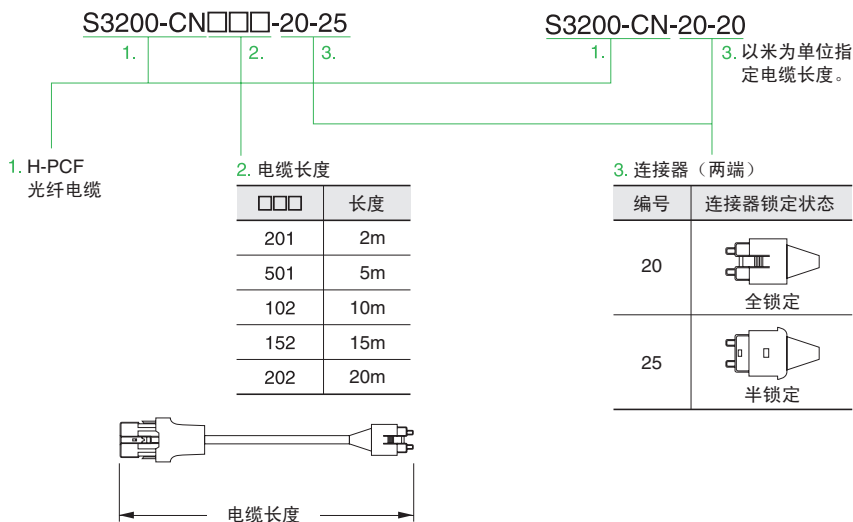 S3200-CN□□□-20-25
1. 2. 3.
S3200-CN-20-20
1. 3. 以米为单位指
定电缆长度。
1. H-PCF
光纤电缆
2. 电缆长度
□□□ 长度
201 2m
501 5m
102 10m
152 15m
202 20m
3. 连接器（两端）
编号 连接器锁定状态
20
全锁定
25
半锁定
电缆长度